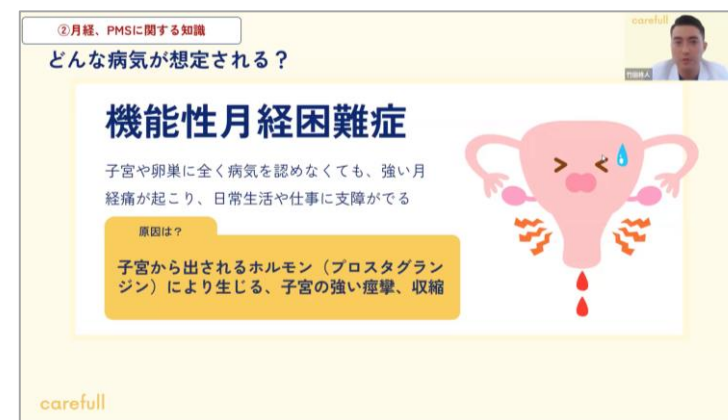 ②月経、PMSに関する知識
どんな病気が想定される？
carefull
機能性月経困難症
子宮や卵巣に全く病気を認めなくても、強い月
経痛が起こり、日常生活や仕事に支障がでる
原因は？
子宮から出されるホルモン（プロスタグラン
ジン）により生じる、子宮の強い痙攣、収縮
carefull